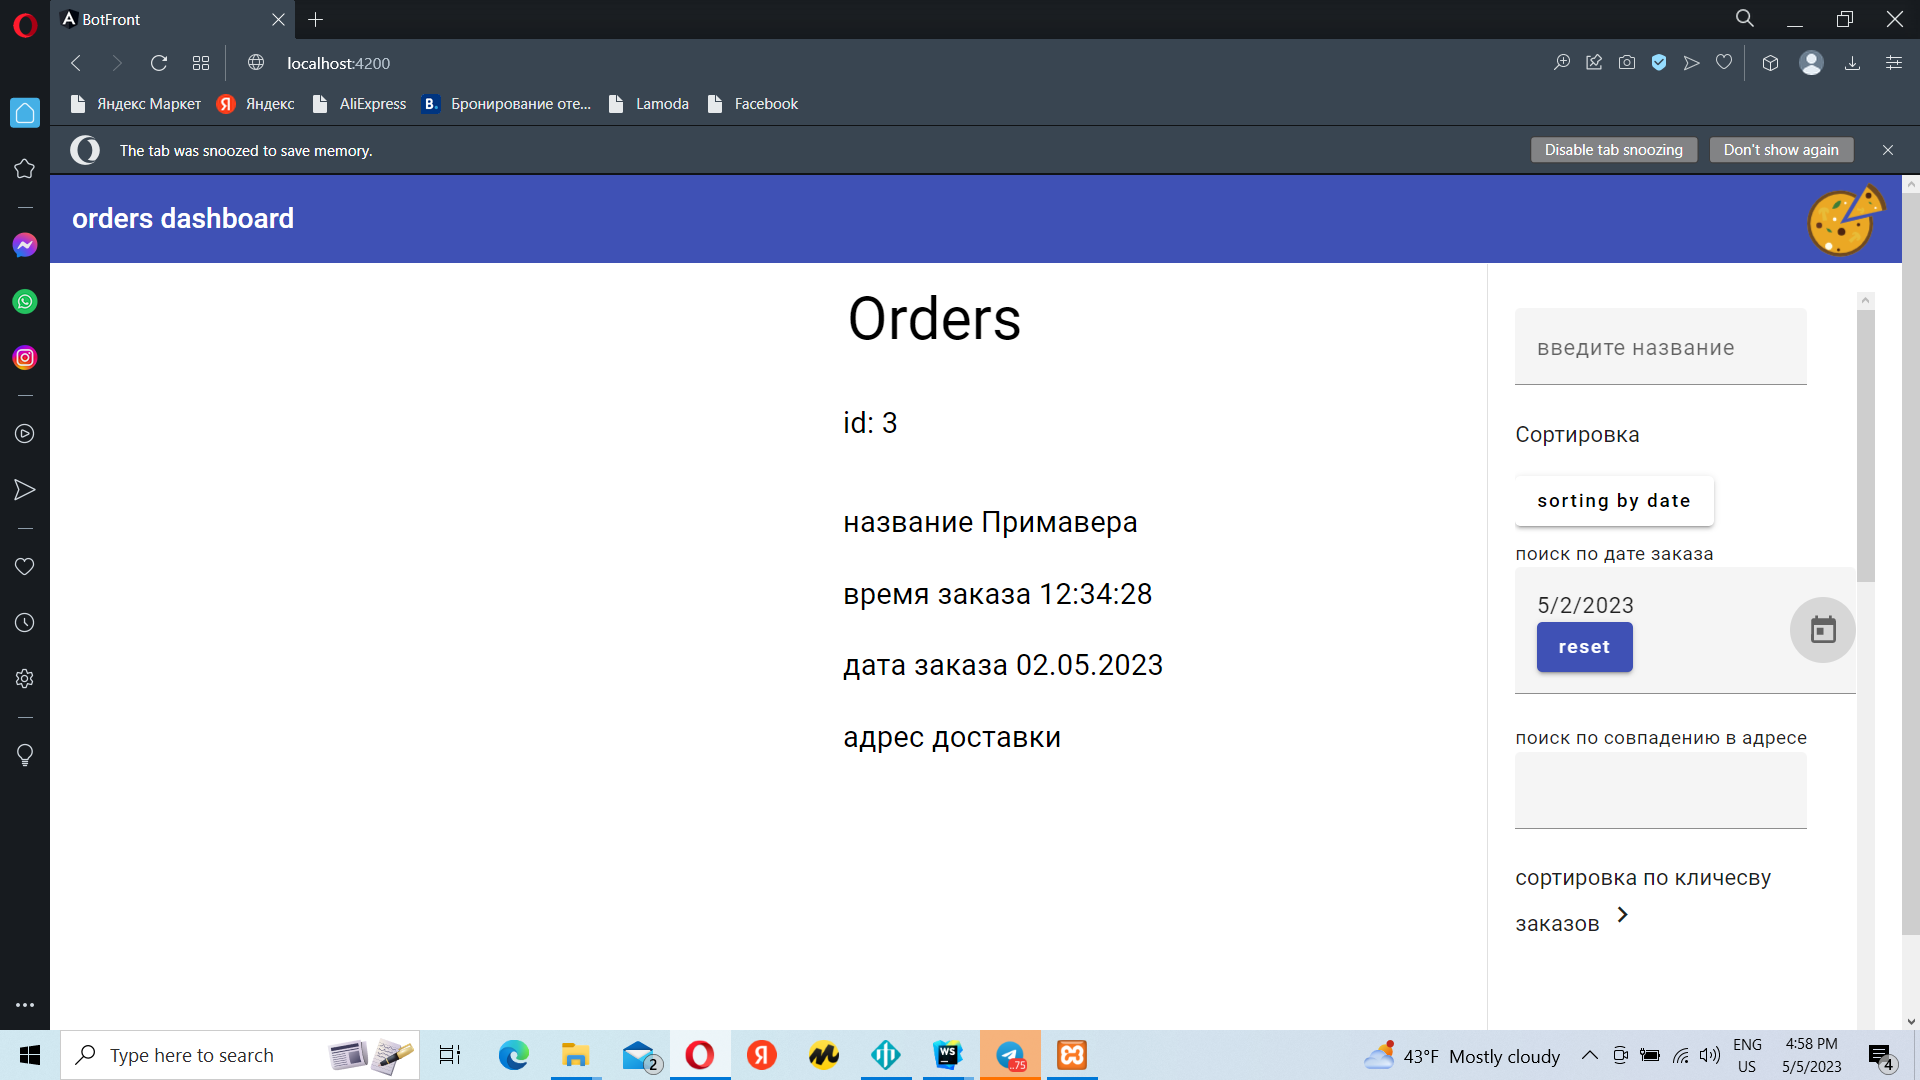 BotFront
localhost:4200
Яндекс Маркет
Яндекс
AliExpress
B.
Бронирование оте...
Lamoda
Facebook
The tab was snoozed to save memory.
Disable tab snoozing
Don't show again
orders dashboard
Orders
id: 3
название Примавера
время заказа 12:34:28
дата заказа 02.05.2023
адрес доставки
введите название
Сортировка
sorting by date
поиск по дате заказа
5/2/2023
reset
поиск по совпадению в адресе
сортировка по кличесву
заказов
Type here to search
2
Я
WS
..75
43°F Mostly cloudy
ENG
US
4:58 PM
5/5/2023
4